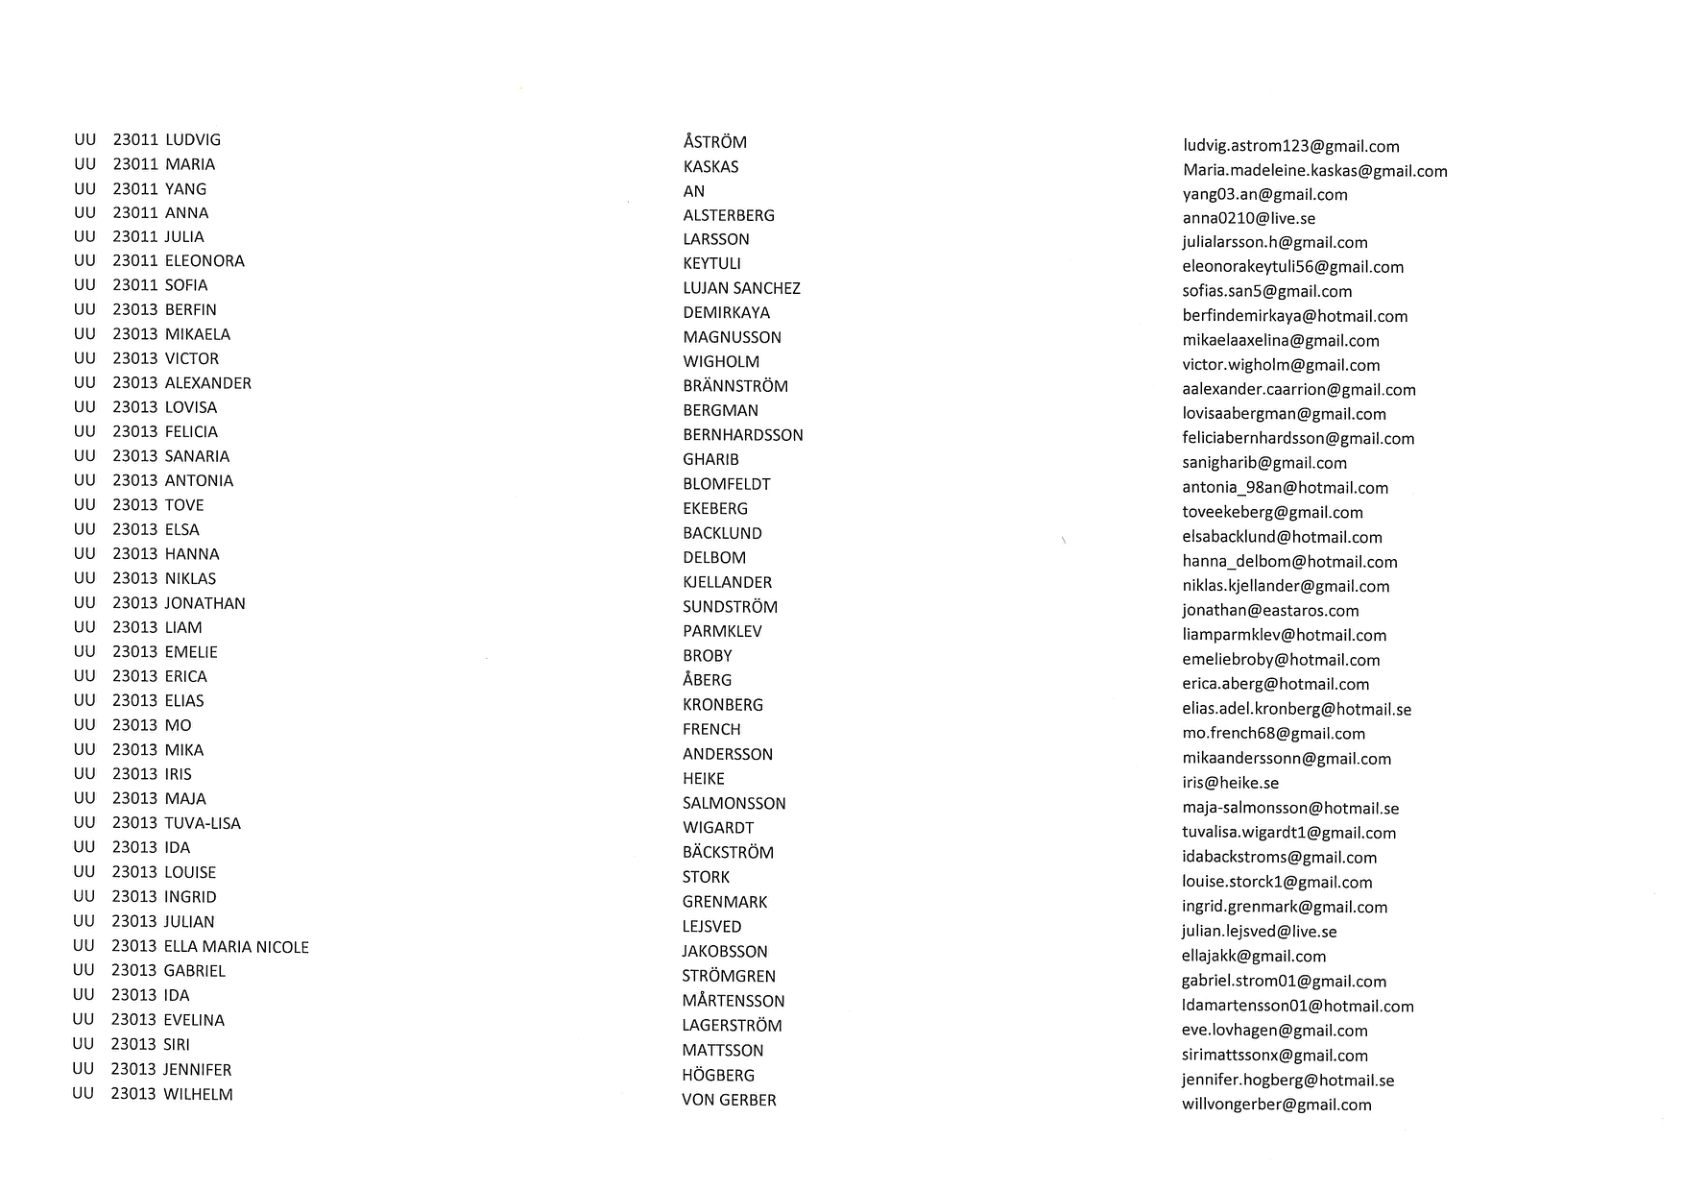 UU 23011 LUDVIG ÅSTRÖM ludvig.astrom123@gmail.com
UU 23011 MARIA KASKAS Maria.madeleine.kaskas@gmail.com
UU 23011 YANG AN yang03.an@gmail.com
UU 23011 ANNA ALSTERBERG anna0210@live.se
UU 23011 JULIA LARSSON julialarsson.h@gmail.com
UU 23011 ELEONORA KEYTULI eleonorakeytuli56@gmail.com
UU 23011 SOFIA LUJAN SANCHEZ sofias.san5@gmail.com
UU 23013 BERFIN DEMIRKAYA berfindemirkaya@hotmail.com
UU 23013 MIKAELA MAGNUSSON mikaelaaxelina@gmail.com
UU 23013 VICTOR WIGHOLM victor.wigholm@gmail.com
UU 23013 ALEXANDER BRÄNNSTRÖM aalexander.caarrion@gmail.com
UU 23013 LOVISA BERGMAN lovisaabergman@gmail.com
UU 23013 FELICIA BERNHARDSSON feliciabernhardsson@gmail.com
UU 23013 SANARIA GHARIB sanigharib@gmail.com
UU 23013 ANTONIA BLOMFELDT antonia_98an@hotmail.com
UU 23013 TOVE EKEBERG toveekeberg@gmail.com
UU 23013 ELSA BACKLUND elsabacklund@hotmail.com
UU 23013 HANNA DELBOM hanna_delbom@hotmail.com
UU 23013 NIKLAS KJELLANDER niklas.kjellander@gmail.com
UU 23013 JONATHAN SUNDSTRÖM jonathan@eastaros.com
UU 23013 LIAM PARMKLEV liamparmklev@hotmail.com
UU 23013 EMELIE BROBY emeliebroby@hotmail.com
UU 23013 ERICA ÅBERG erica.aberg@hotmail.com
UU 23013 ELIAS KRONBERG elias.adel.kronberg@hotmail.se
UU 23013 MO FRENCH mo.french68@gmail.com
UU 23013 MIKA ANDERSSON mikaanderssonn@gmail.com
UU 23013 IRIS HEIKE iris@heike.se
UU 23013 MAJA SALMONSSON maja-salmonsson@hotmail.se
UU 23013 TUVA-LISA WIGARDT tuvalisa.wigardt1@gmail.com
UU 23013 IDA BÄCKSTRÖM idabackstroms@gmail.com
UU 23013 LOUISE STORK louise.storck1@gmail.com
UU 23013 INGRID GRENMARK ingrid.grenmark@gmail.com
UU 23013 JULIAN LEJSVED julian.lejsved@live.se
UU 23013 ELLA MARIA NICOLE JAKOBSSON ellajakk@gmail.com
UU 23013 GABRIEL STRÖMGREN gabriel.strom01@gmail.com
UU 23013 IDA MÅRTENSSON Idamartensson01@hotmail.com
UU 23013 EVELINA LAGERSTRÖM eve.lovhagen@gmail.com
UU 23013 SIRI MATTSSON sirimattssonx@gmail.com
UU 23013 JENNIFER HÖGBERG jennifer.hogberg@hotmail.se
UU 23013 WILHELM VON GERBER willvongerber@gmail.com